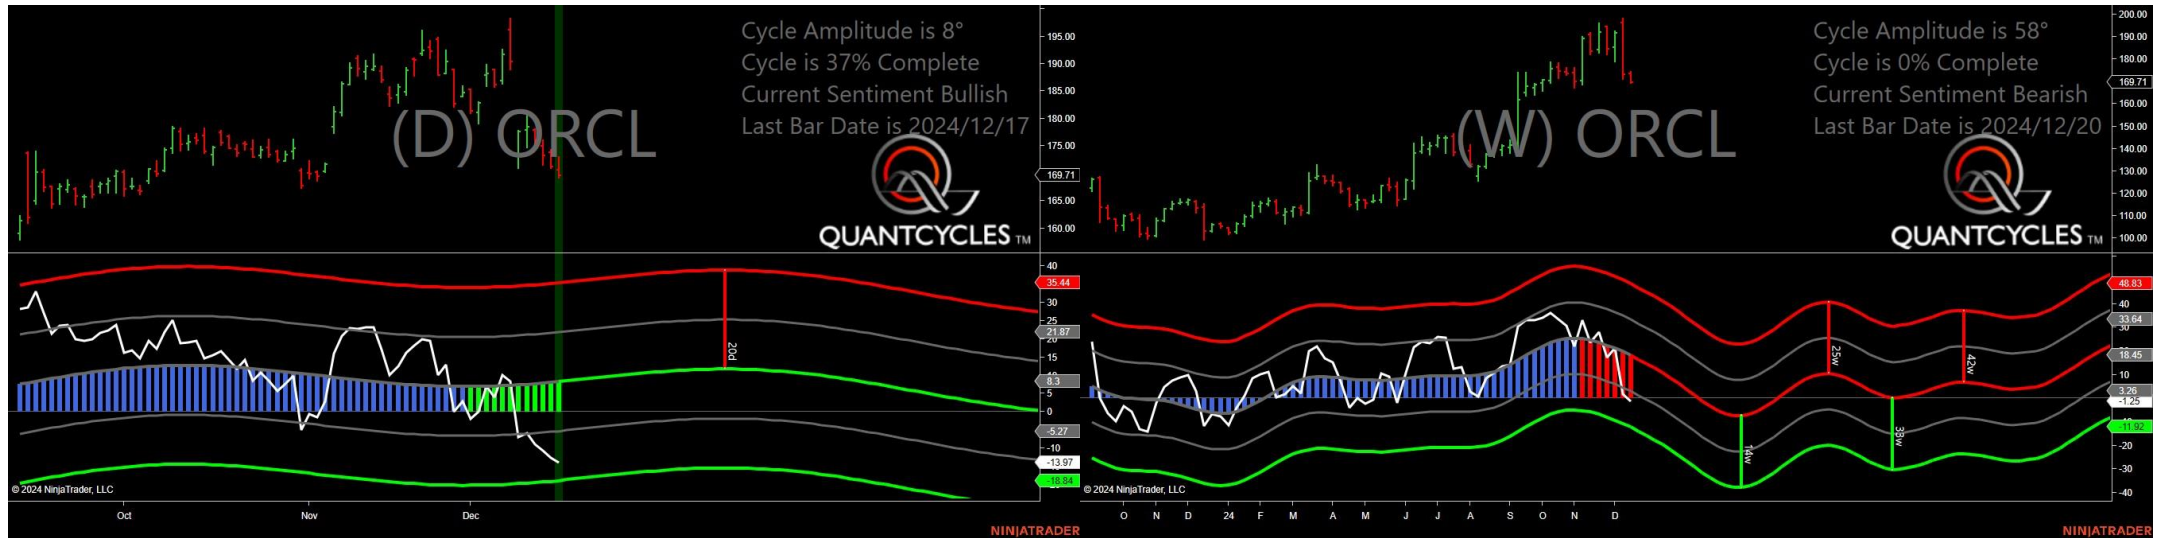 Cycle Amplitude is 8°
Cycle is 37% Complete
Current Sentiment Bullish
Last Bar Date is 2024/12/17
(D) ORCL
QUANTCYCLES TM
195.00
190.00
185.00
180.00
175.00
169.71
165.00
160.00
40
35.44
30
25
21.87
20
15
8.3
5
0
-5.27
-10
-13.97
-18.84
20d
© 2024 NinjaTrader, LLC
Oct Nov Dec
NINJATRADER
Cycle Amplitude is 58°
Cycle is 0% Complete
Current Sentiment Bearish
Last Bar Date is 2024/12/20
(W) ORCL
QUANTCYCLES TM
200.00
190.00
180.00
169.71
160.00
150.00
140.00
130.00
120.00
110.00
100.00
48.83
40
33.64
30
18.45
10
3.26
-1.25
-11.92
-20
-30
-40
25w
42w
14w
33w
© 2024 NinjaTrader, LLC
O N D 24 F M A M J J A S O N D
NINJATRADER